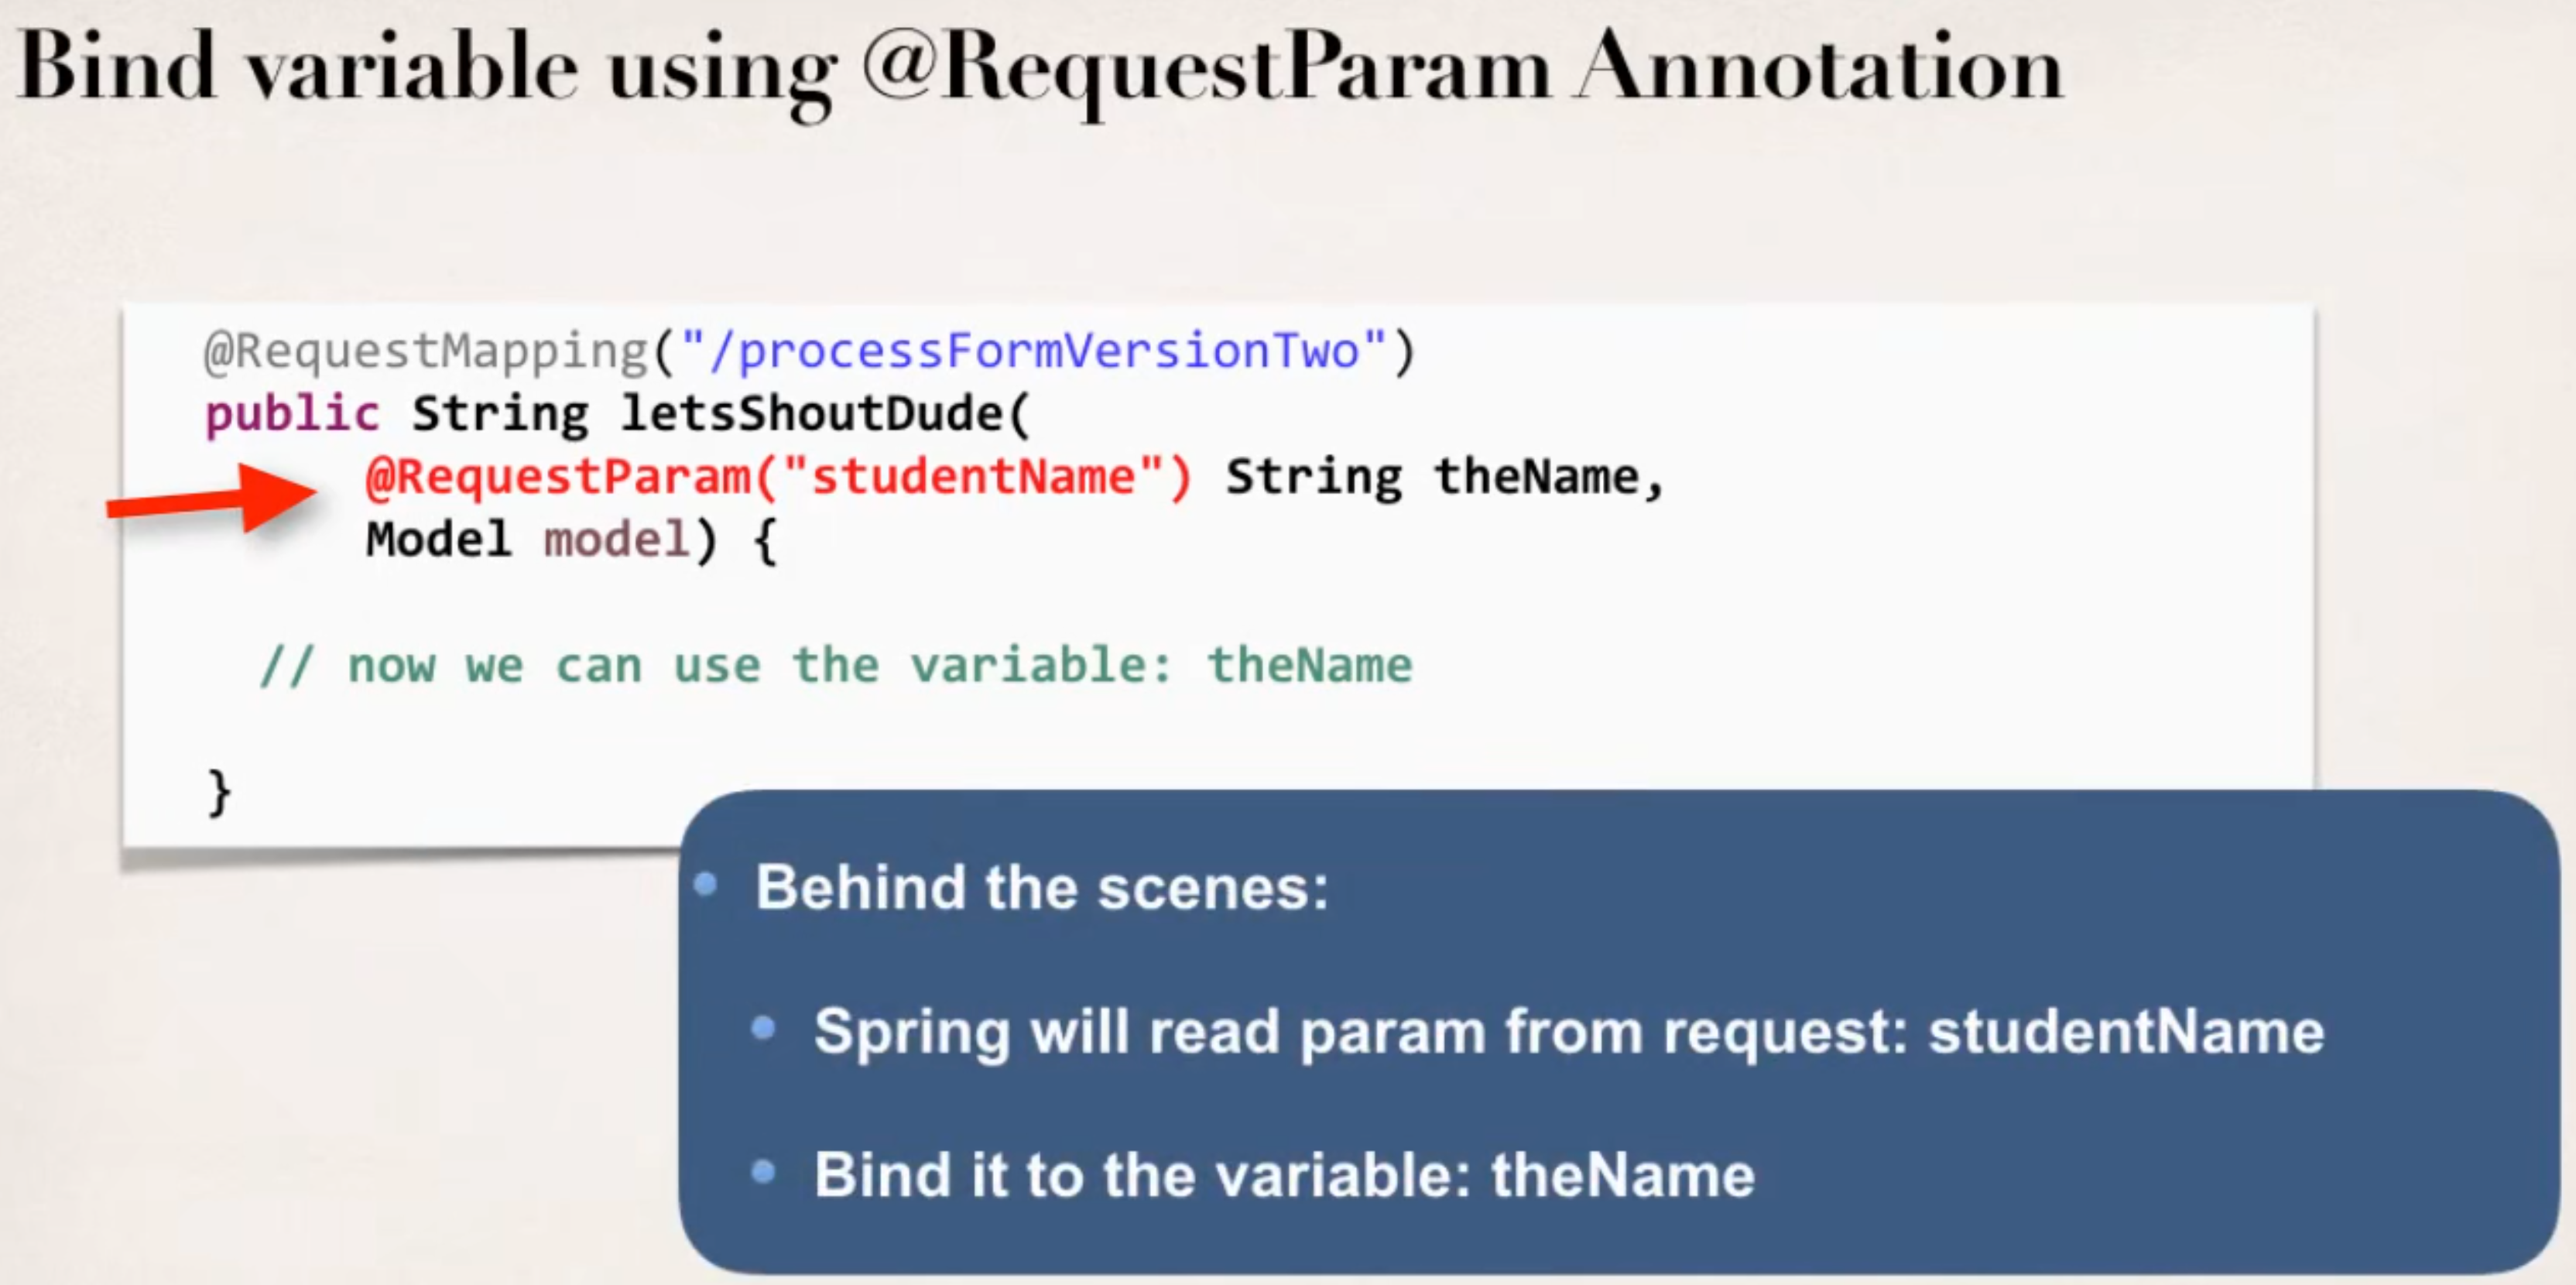 Bind variable using @RequestParam Annotation
@RequestMapping("/processFormVersionTwo")
public String letsShoutDude(
@RequestParam("studentName") String theName,
Model model) {
// now we can use the variable: theName
}
• Behind the scenes:
• Spring will read param from request: studentName
• Bind it to the variable: theName